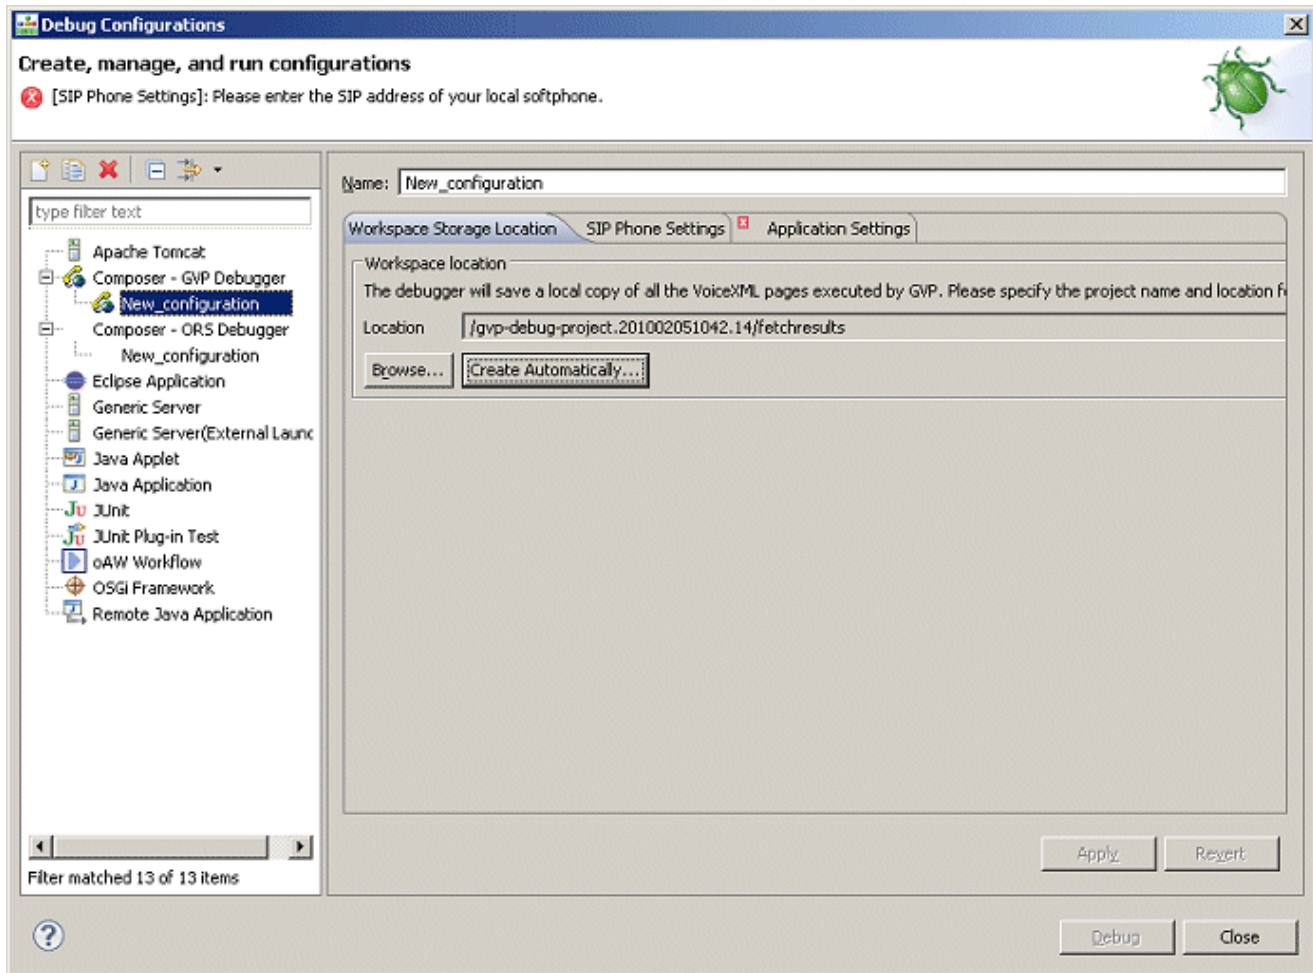 Debug Configurations
Create, manage, and run configurations
[SIP Phone Settings]: Please enter the SIP address of your local softphone.
type filter text
Apache Tomcat
Composer - GVP Debugger
New_configuration
Composer - ORS Debugger
New_configuration
Eclipse Application
Generic Server
Generic Server(External Launc
Java Applet
Java Application
Ju JUnit
Ju JUnit Plug-in Test
oAW Workflow
OSGi Framework
Remote Java Application
Filter matched 13 of 13 items
Name: New_configuration
Workspace Storage Location SIP Phone Settings Application Settings
Workspace location
The debugger will save a local copy of all the VoiceXML pages executed by GVP. Please specify the project name and location f
Location /gvp-debug-project.201002051042.14/fetchresults
Browse... Create Automatically...
Apply Revert
? Debug Close